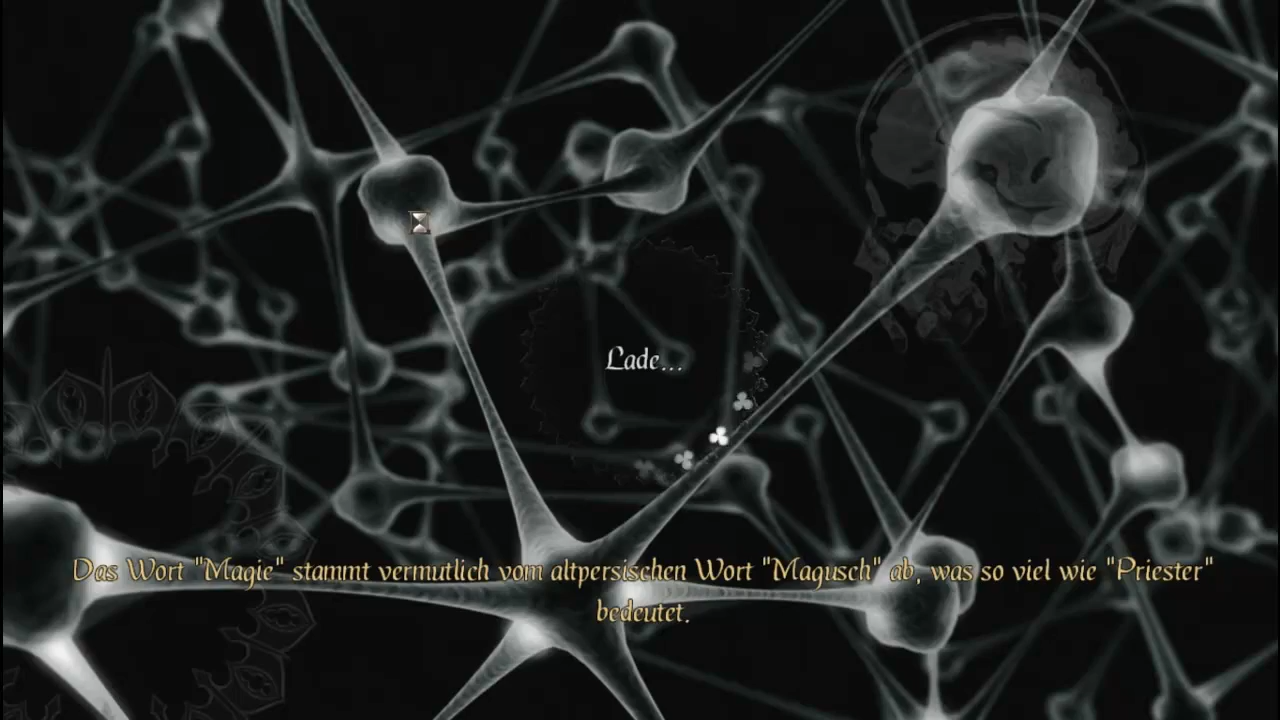 Lade...
Das Wort "Magie" stammt vermutlich vom altpersischen Wort "Magusch" ab, was so viel wie "Priester"
bedeutet.